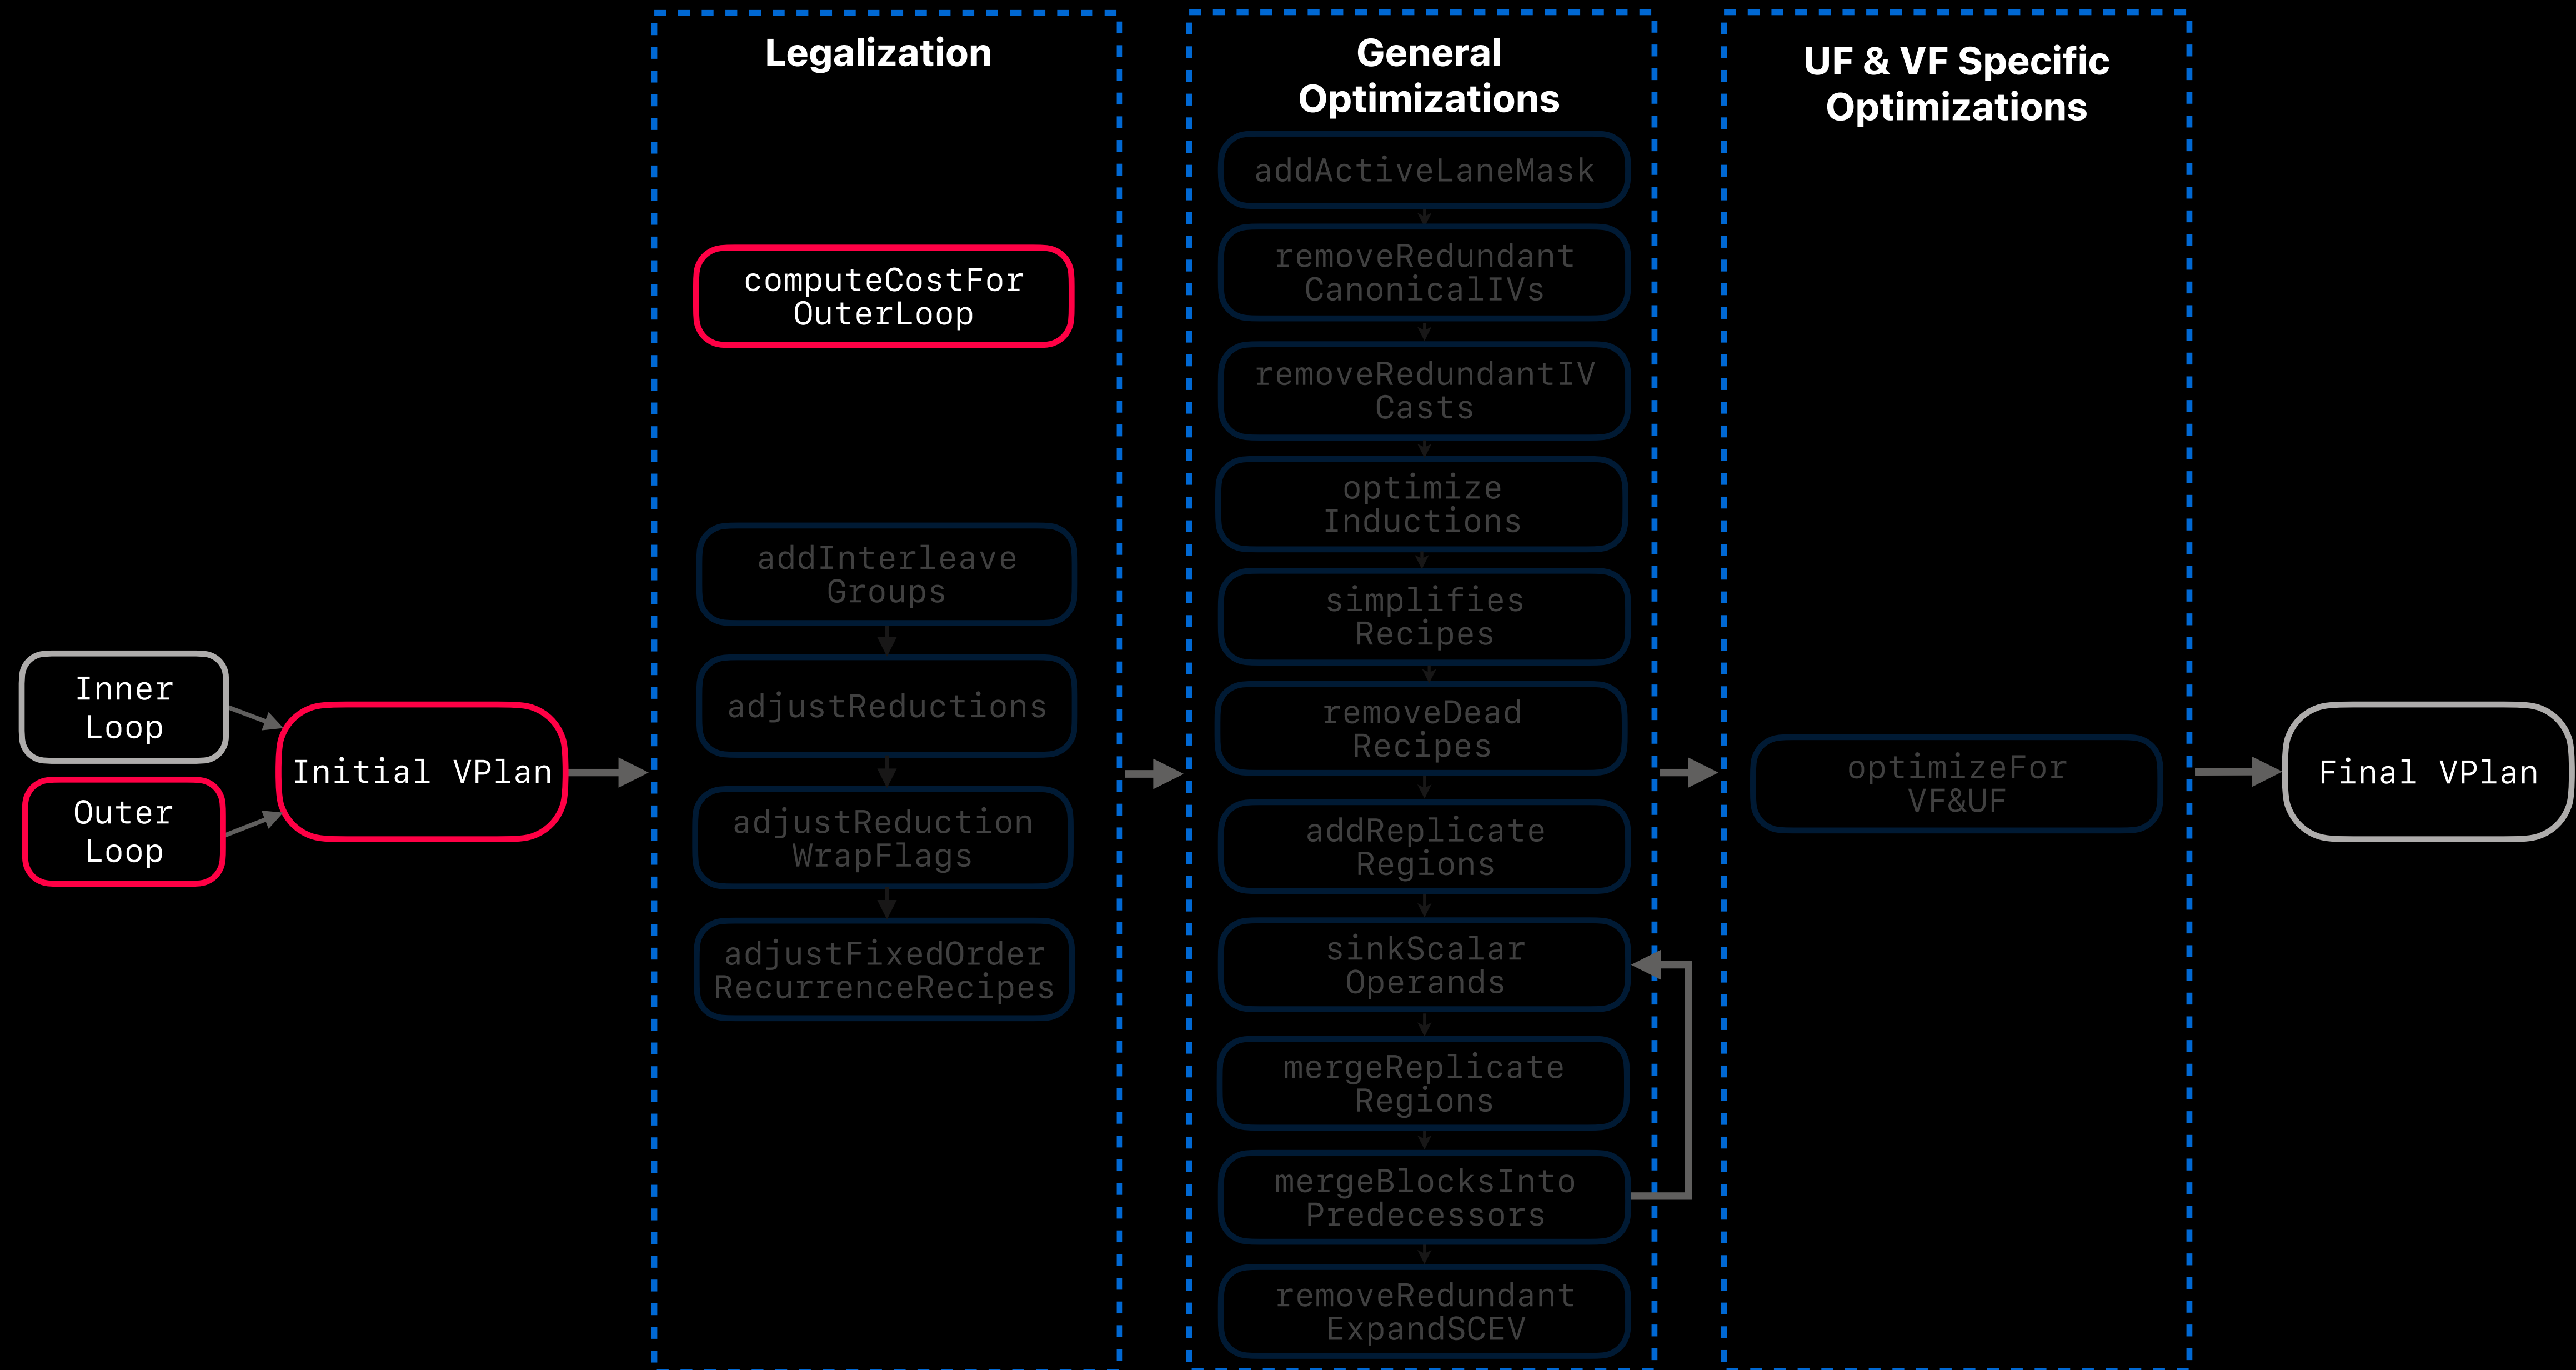 Inner
Loop
Outer
Loop
Initial VPlan
Legalization
computeCostFor
OuterLoop
addInterleave
Groups
adjustReductions
adjustReduction
WrapFlags
adjustFixedOrder
RecurrenceRecipes
General
Optimizations
addActiveLaneMask
removeRedundant
CanonicalIVs
removeRedundantIV
Casts
optimize
Inductions
simplifies
Recipes
removeDead
Recipes
addReplicate
Regions
sinkScalar
Operands
mergeReplicate
Regions
mergeBlocksInto
Predecessors
removeRedundant
ExpandSCEV
UF & VF Specific
Optimizations
optimizeFor
VF&UF
Final VPlan